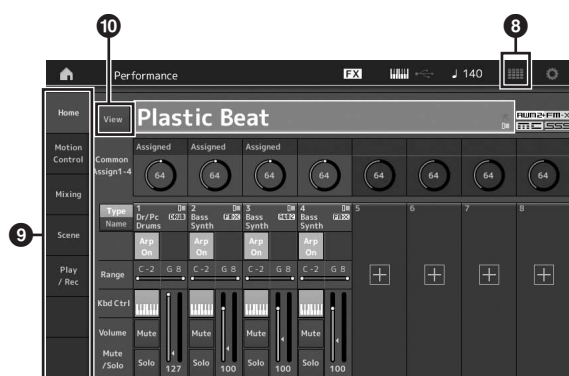 10
8
Performance
FX
140
Home
View
Plastic Beat
AWM2+FM-X
Motion
Control
Common
Assign1-4
Assigned
Assigned
Assigned
64
64
64
64
64
64
64
64
Mixing
9
Scene
Play
/ Rec
Type
Name
1
Dr/Pc
Drums
2
Bass
Synth
3
Bass
Synth
4
Bass
Synth
5
6
7
8
Arp
On
Arp
On
Arp
On
Arp
On
Range
C -2 G 8
C -2 G 8
C -2 G 8
C -2 G 8
Kbd Ctrl
Volume
Mute
Mute
Mute
Mute
Mute
/Solo
Solo
127
Solo
100
Solo
100
Solo
100